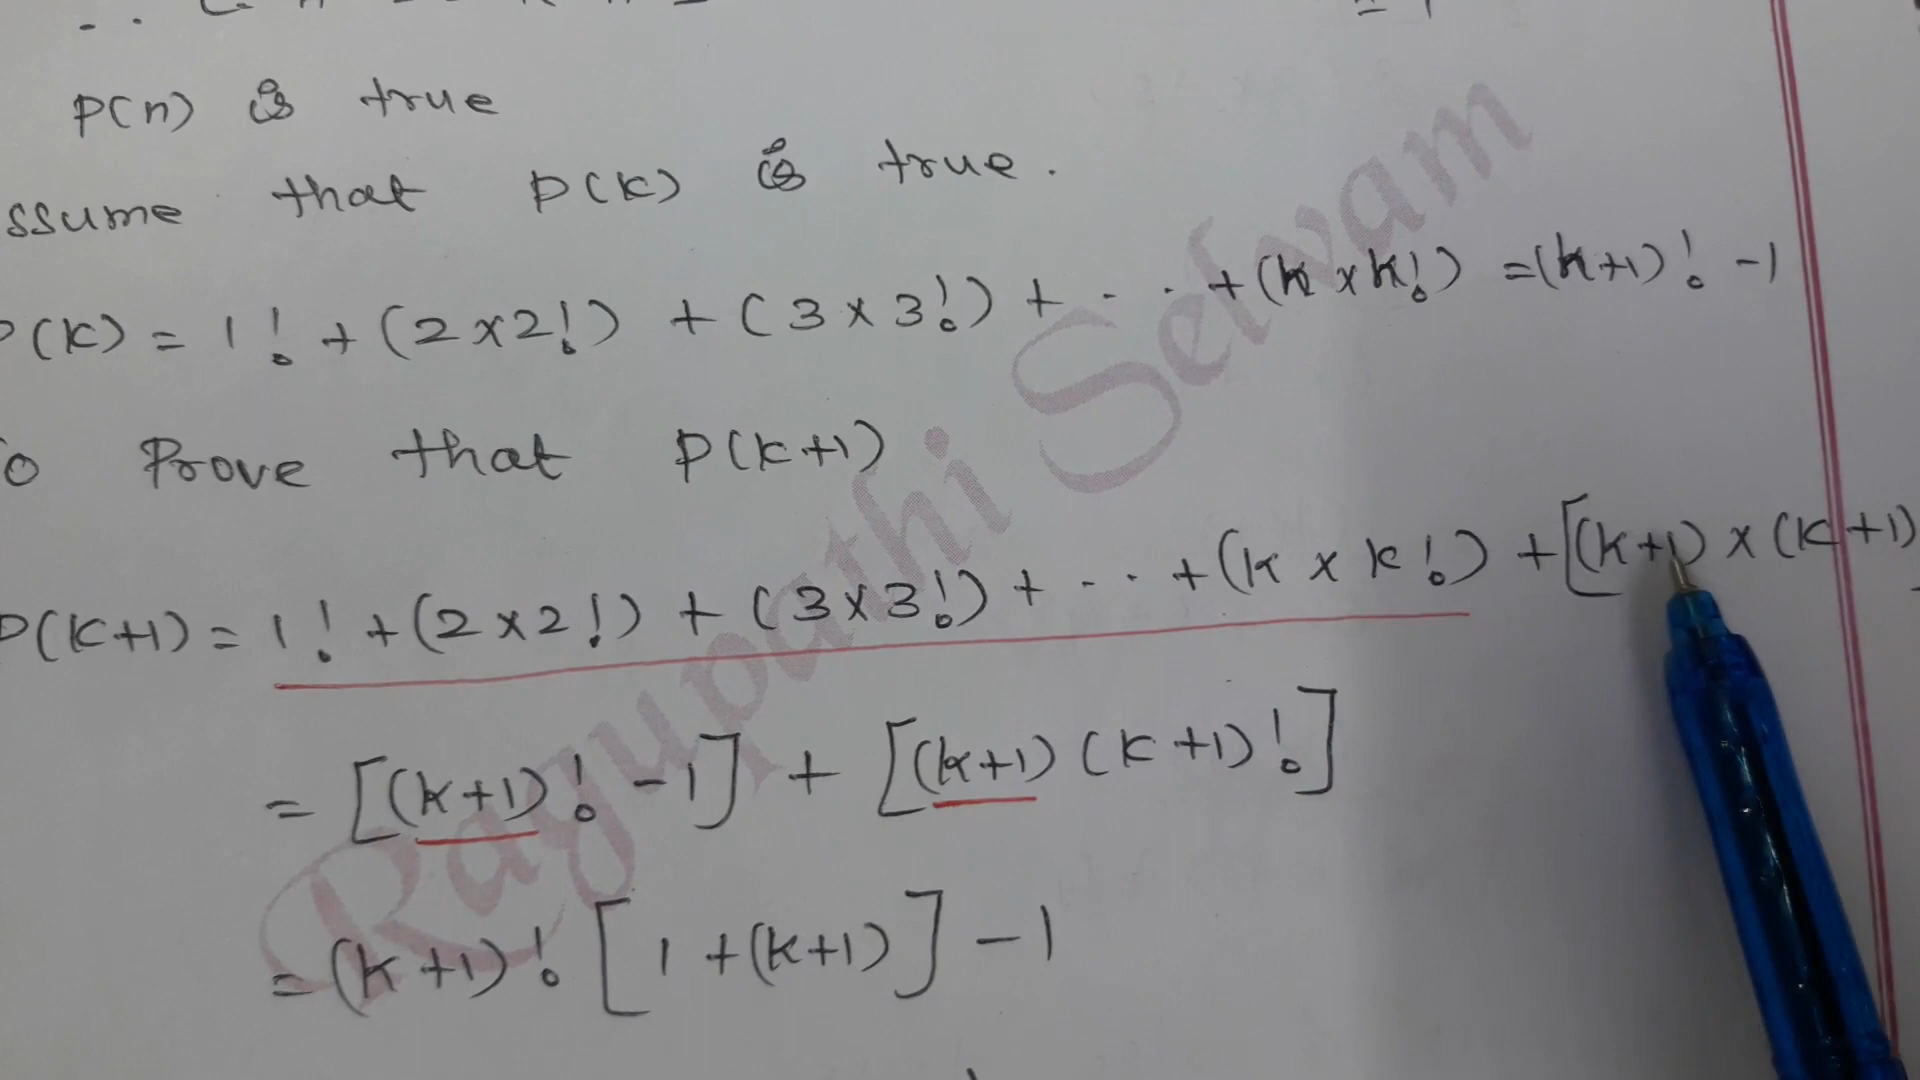 P(n) is true
ssume that P(k) is true.
P(k) = 1! + (2×2!) + (3×3!) + ... + (k×k!) = (k+1)! -1
To Prove that P(k+1)
P(k+1) = 1! + (2×2!) + (3×3!) + ... + (k×k!) + [(k+1)×(k+1)
= [(k+1)! -1] + [(k+1)(k+1)!]
= (k+1)! [1+(k+1)] -1
Ragupathi Selvam